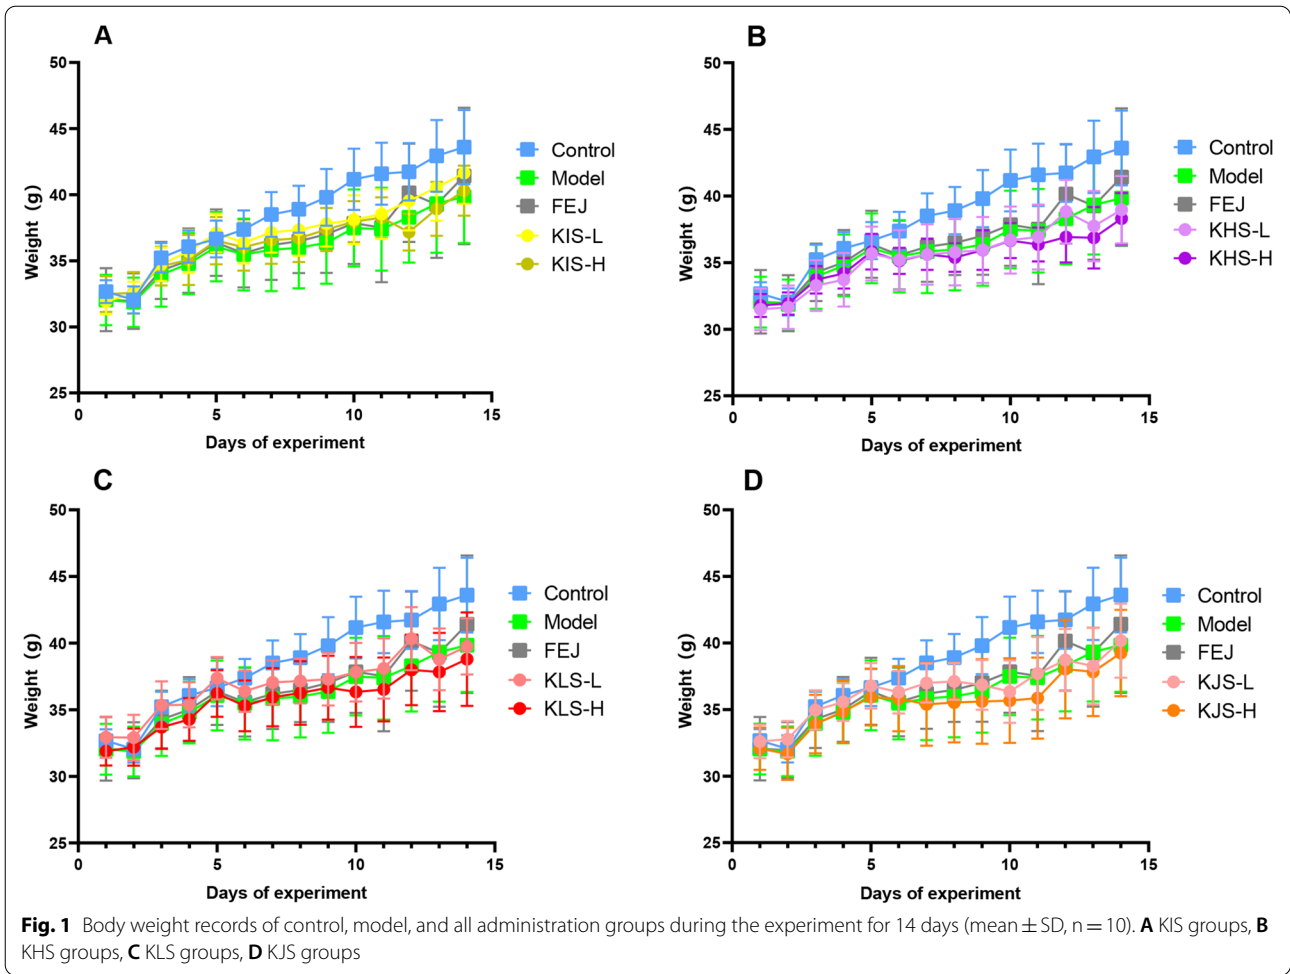 A
50
45
40
35
30
25
0
5
10
15
Weight (g)
Days of experiment
Control
Model
FEJ
KIS-L
KIS-H
B
50
45
40
35
30
25
0
5
10
15
Weight (g)
Days of experiment
Control
Model
FEJ
KHS-L
KHS-H
C
50
45
40
35
30
25
0
5
10
15
Weight (g)
Days of experiment
Control
Model
FEJ
KLS-L
KLS-H
D
50
45
40
35
30
25
0
5
10
15
Weight (g)
Days of experiment
Control
Model
FEJ
KJS-L
KJS-H
Fig. 1 Body weight records of control, model, and all administration groups during the experiment for 14 days (mean ± SD, n = 10). A KIS groups, B
KHS groups, C KLS groups, D KJS groups